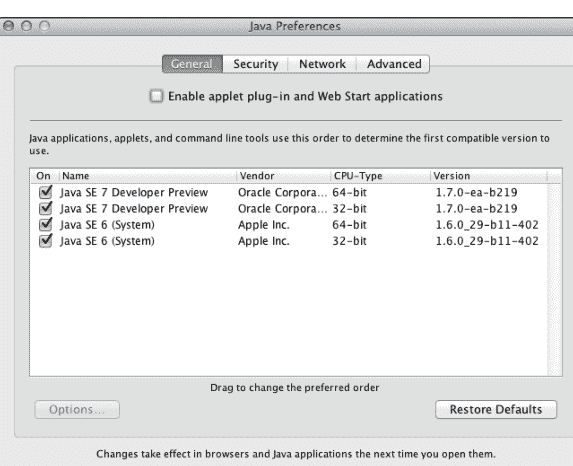 Java Preferences
General Security Network Advanced
Enable applet plug-in and Web Start applications
Java applications, applets, and command line tools use this order to determine the first compatible version to
use.
On Name Vendor CPU-Type Version
Java SE 7 Developer Preview Oracle Corpora... 64-bit 1.7.0-ea-b219
Java SE 7 Developer Preview Oracle Corpora... 32-bit 1.7.0-ea-b219
Java SE 6 (System) Apple Inc. 64-bit 1.6.0_29-b11-402
Java SE 6 (System) Apple Inc. 32-bit 1.6.0_29-b11-402
Drag to change the preferred order
Options... Restore Defaults
Changes take effect in browsers and Java applications the next time you open them.